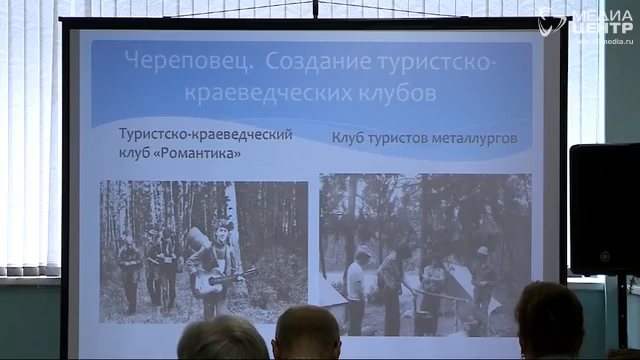 МЕДИА
ЦЕНТР
Череповец. Создание туристско-
краеведческих клубов
Туристско-краеведческий
клуб «Романтика»
Клуб туристов металлургов